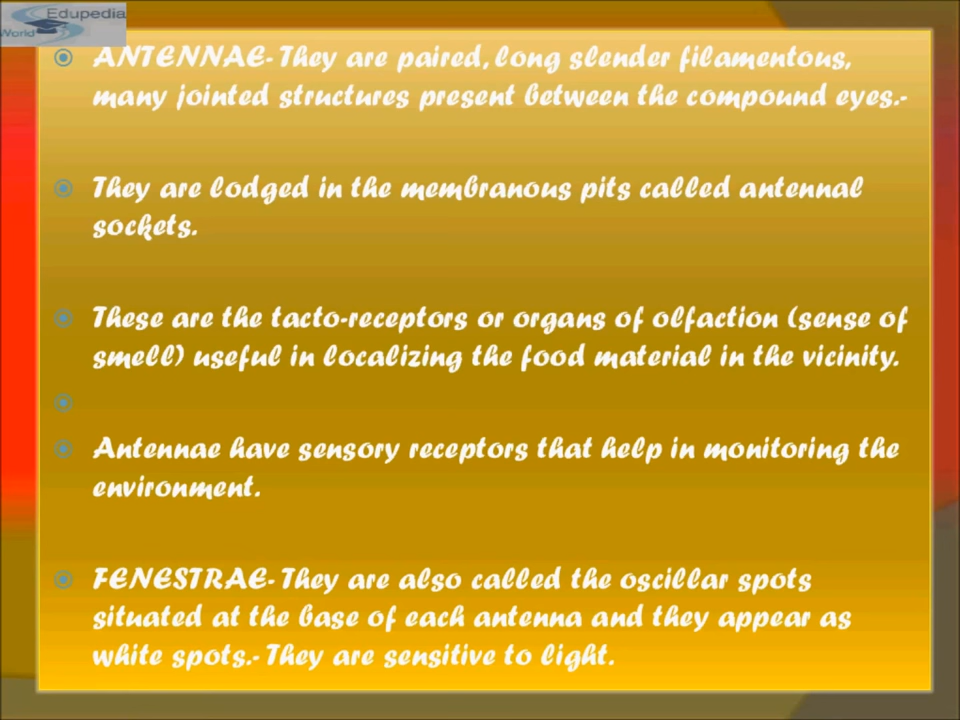 Edupedia
World
ANTENNAE- They are paired, long slender filamentous,
many jointed structures present between the compound eyes.-
They are lodged in the membranous pits called antennal
sockets.
These are the tacto-receptors or organs of olfaction (sense of
smell) useful in localizing the food material in the vicinity.
Antennae have sensory receptors that help in monitoring the
environment.
FENESTRAE- They are also called the oscillar spots
situated at the base of each antenna and they appear as
white spots.- They are sensitive to light.